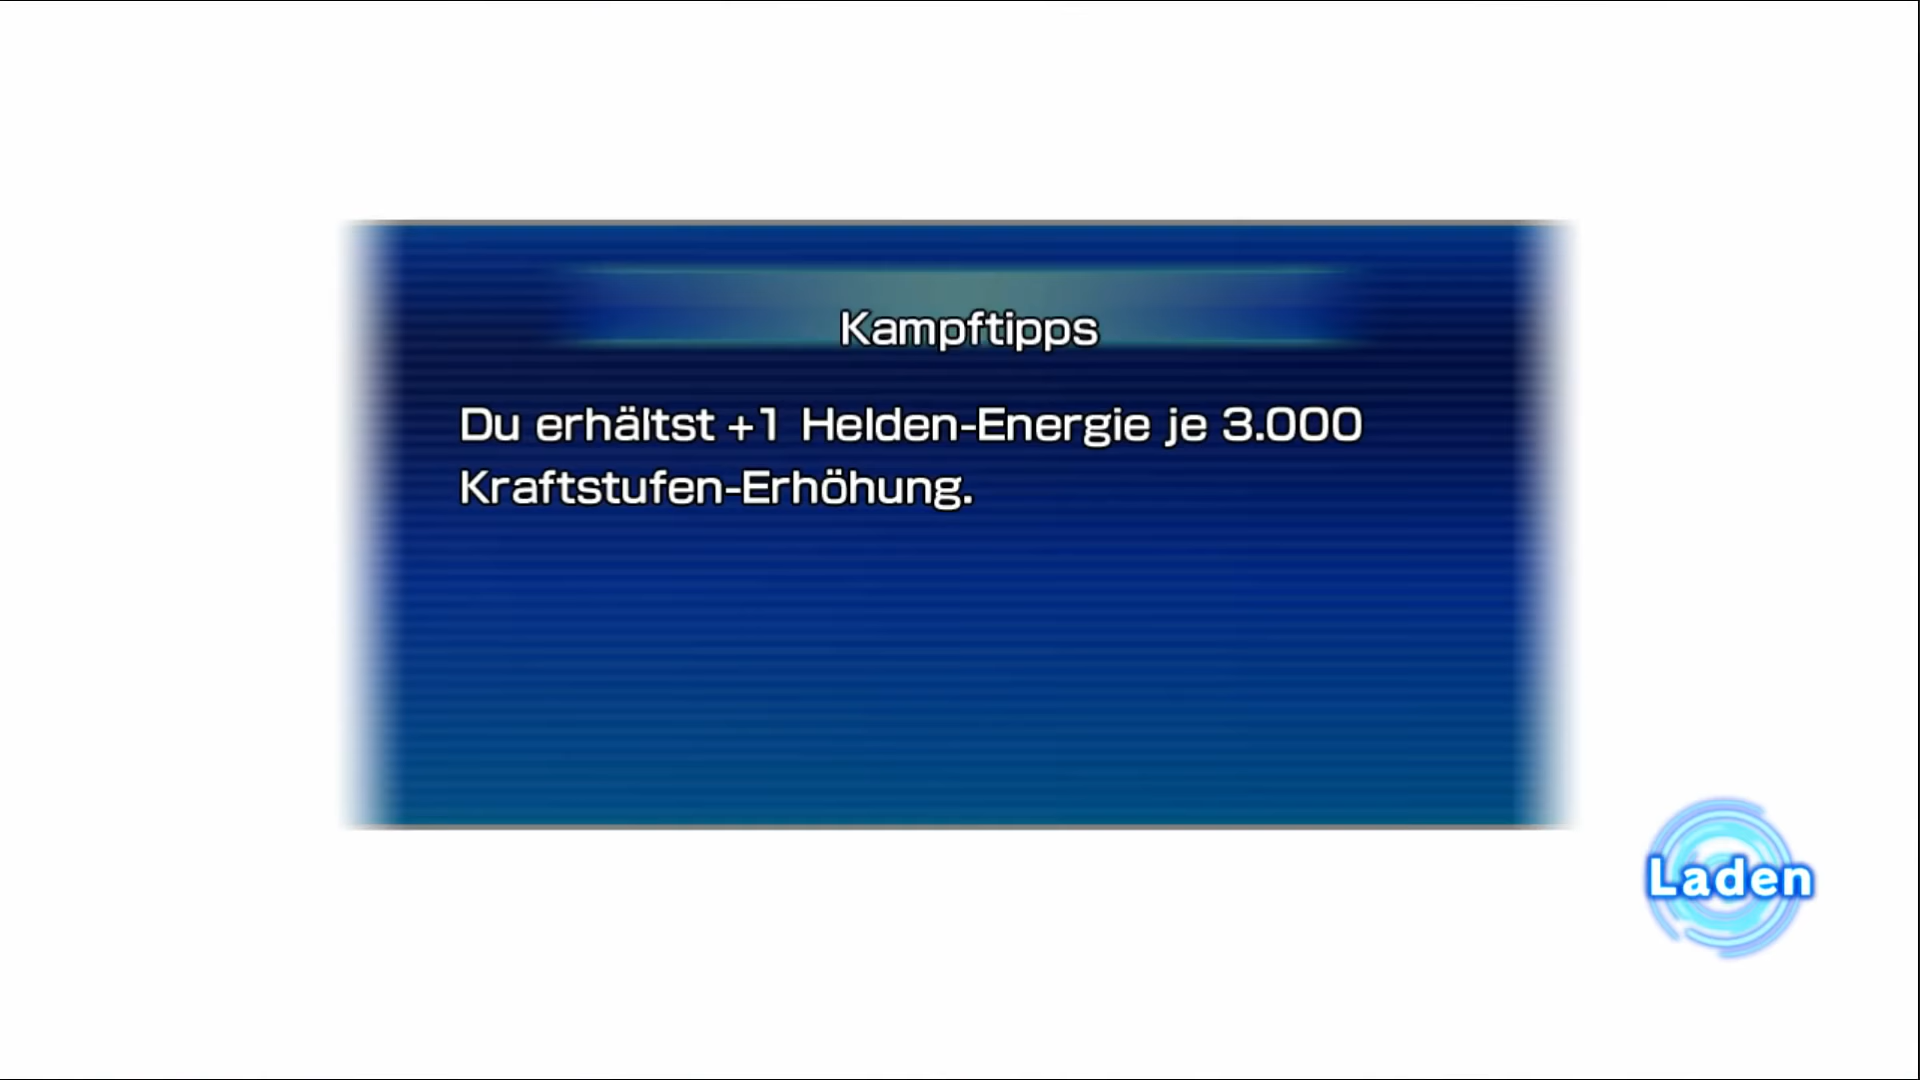 Kampftipps
Du erhältst +1 Helden-Energie je 3.000
Kraftstufen-Erhöhung.
Laden